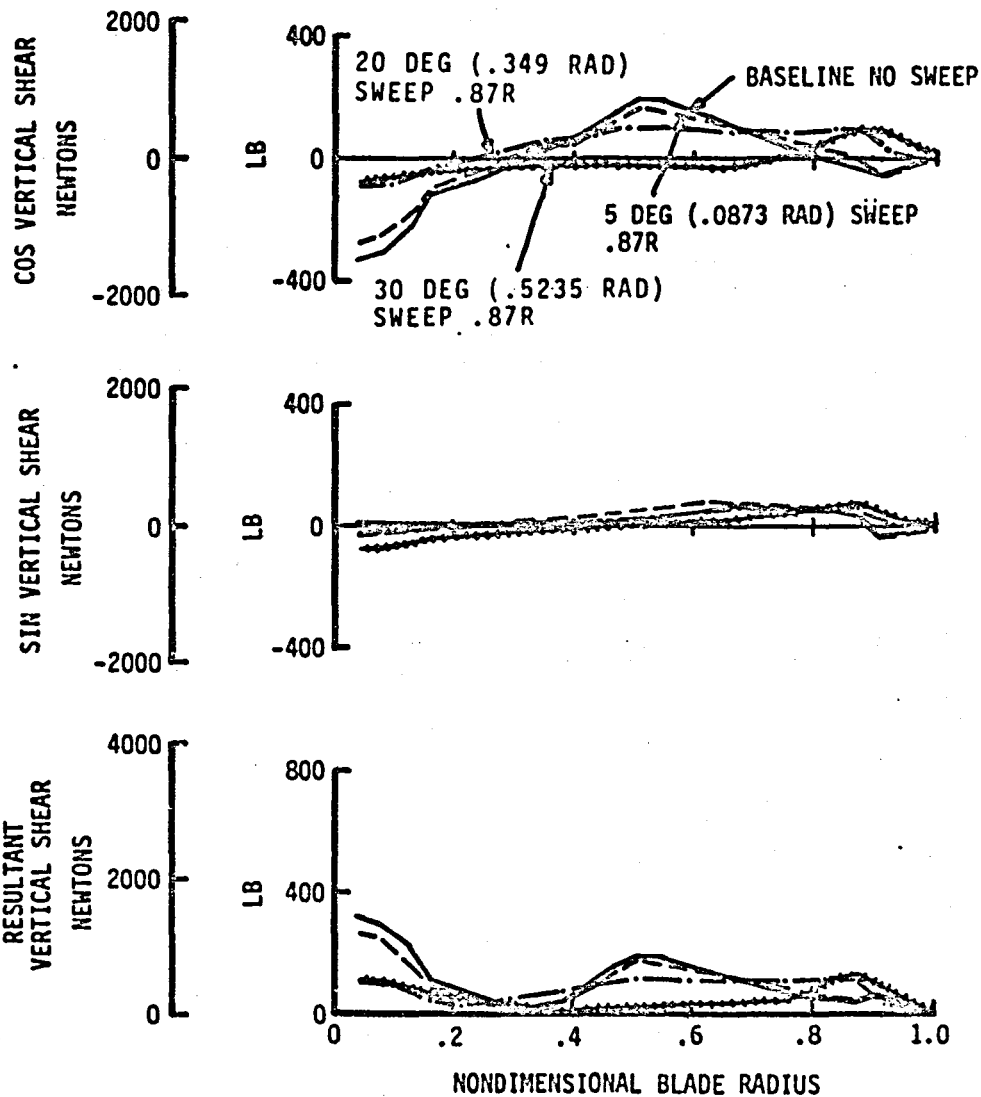 COS VERTICAL SHEAR
NEWTONS
2000
0
-2000
LB
400
0
-400
20 DEG (.349 RAD)
SWEEP .87R
BASELINE NO SWEEP
5 DEG (.0873 RAD) SWEEP
.87R
30 DEG (.5235 RAD)
SWEEP .87R
SIN VERTICAL SHEAR
NEWTONS
2000
0
-2000
LB
400
0
-400
RESULTANT
VERTICAL SHEAR
NEWTONS
4000
2000
0
LB
800
400
0
0 .2 .4 .6 .8 1.0
NONDIMENSIONAL BLADE RADIUS